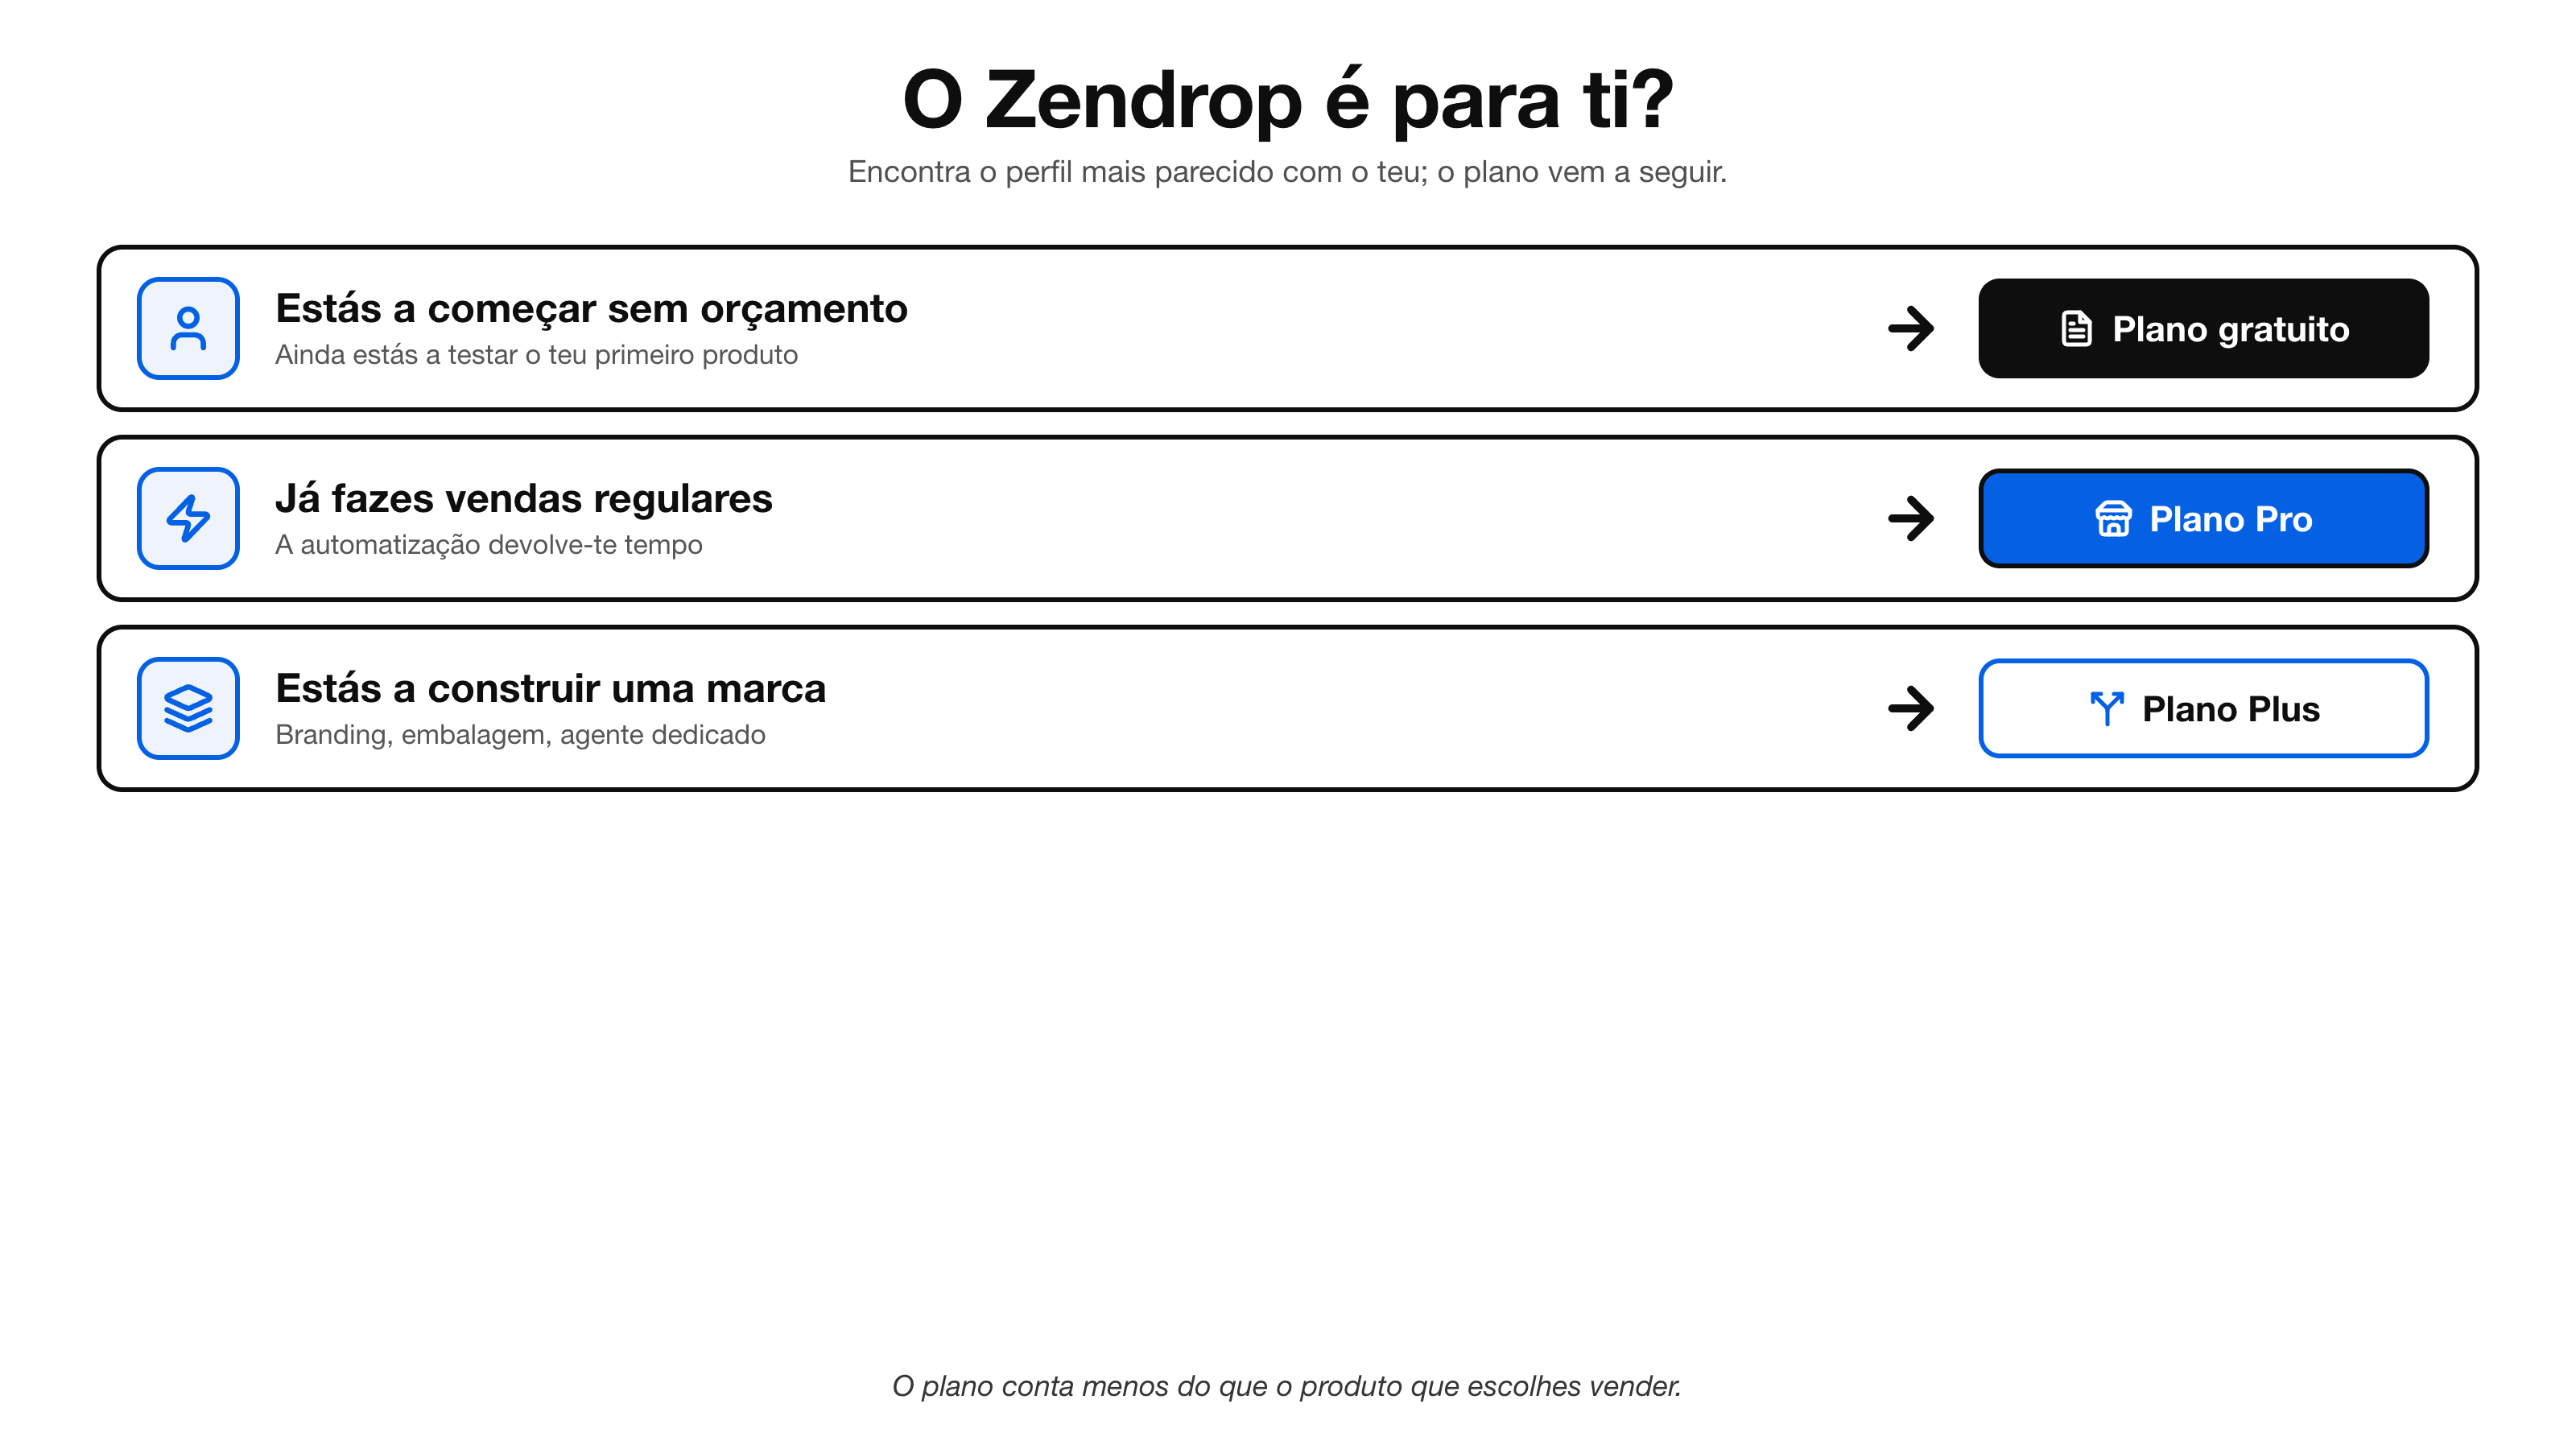 O Zendrop é para ti?
Encontra o perfil mais parecido com o teu; o plano vem a seguir.
Estás a começar sem orçamento
Ainda estás a testar o teu primeiro produto
Plano gratuito
Já fazes vendas regulares
A automatização devolve-te tempo
Plano Pro
Estás a construir uma marca
Branding, embalagem, agente dedicado
Plano Plus
O plano conta menos do que o produto que escolhes vender.